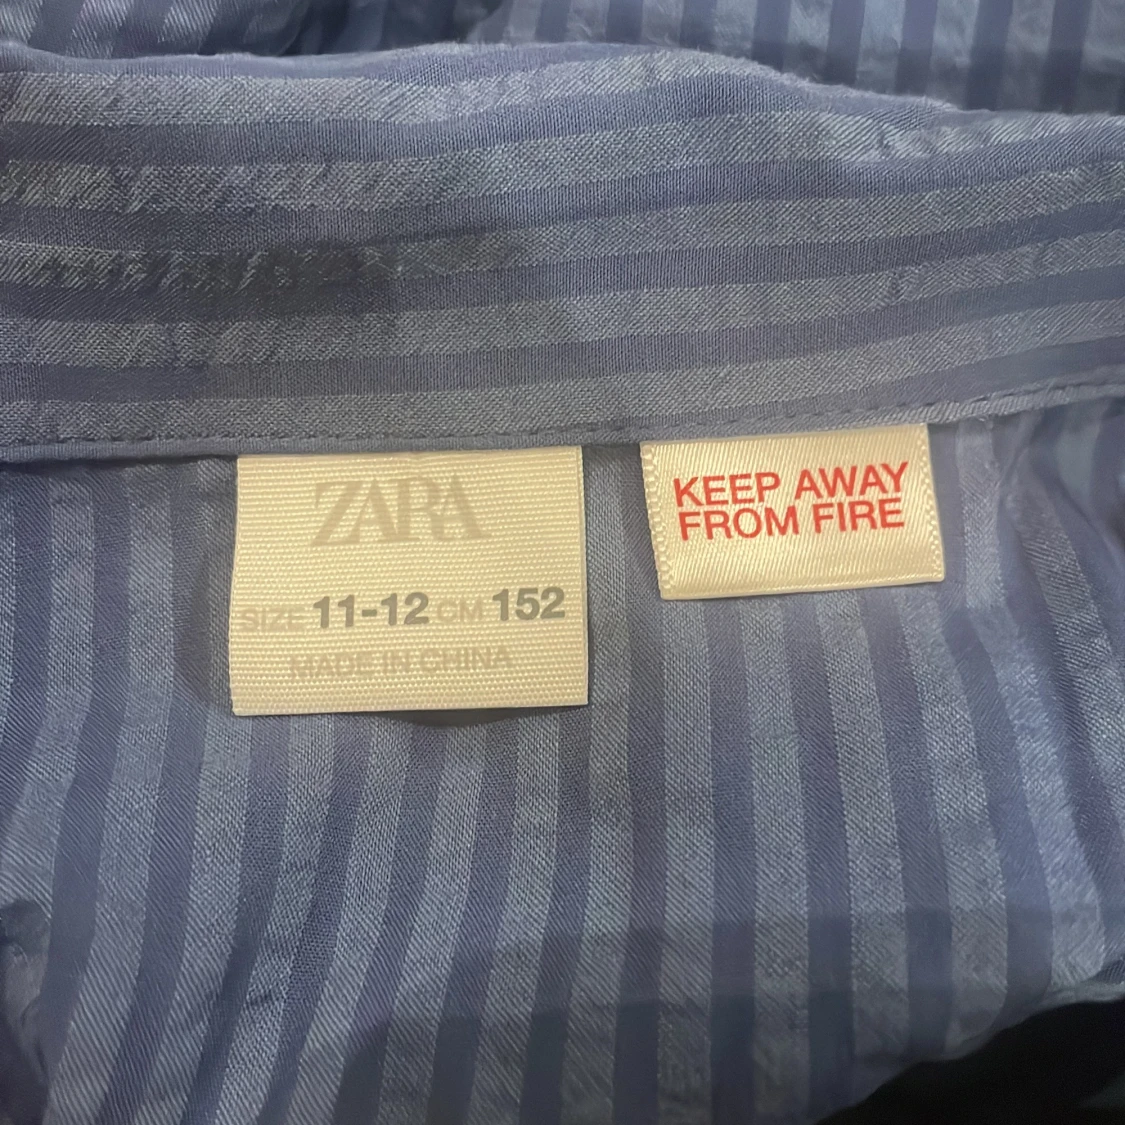 ZARA
SIZE 11-12 CM 152
MADE IN CHINA
KEEP AWAY
FROM FIRE